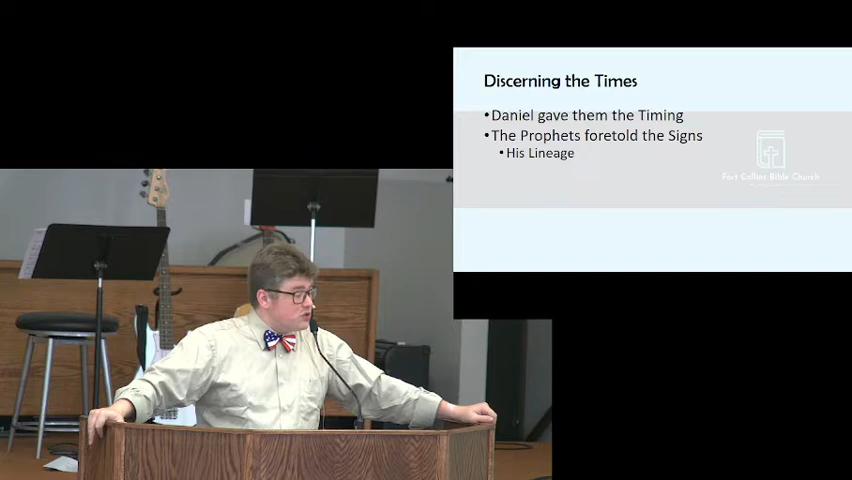 Discerning the Times
•Daniel gave them the Timing
•The Prophets foretold the Signs
•His Lineage
Fort Collins Bible Church